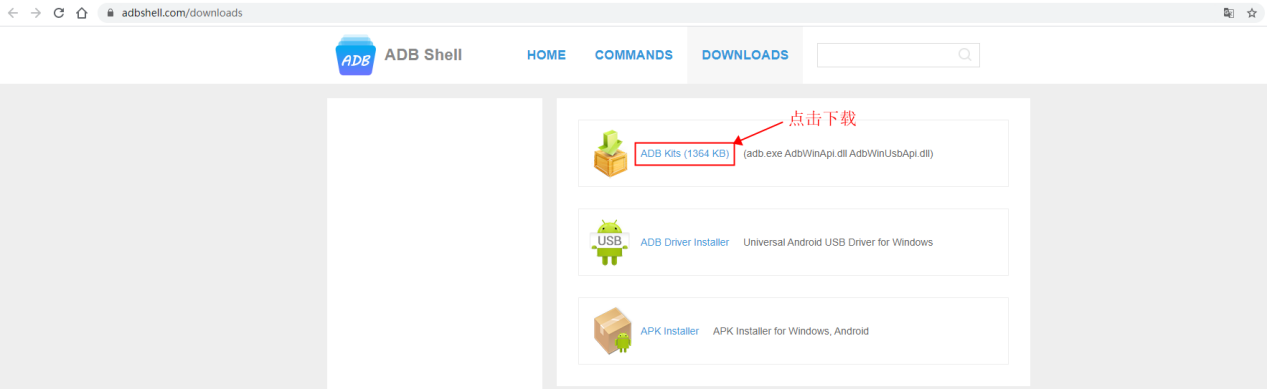 adbshell.com/downloads
ADB ADB Shell HOME COMMANDS DOWNLOADS
点击下载
ADB Kits (1364 KB) (adb.exe AdbWinApi.dll AdbWinUsbApi.dll)
USB ADB Driver Installer Universal Android USB Driver for Windows
APK Installer APK Installer for Windows, Android